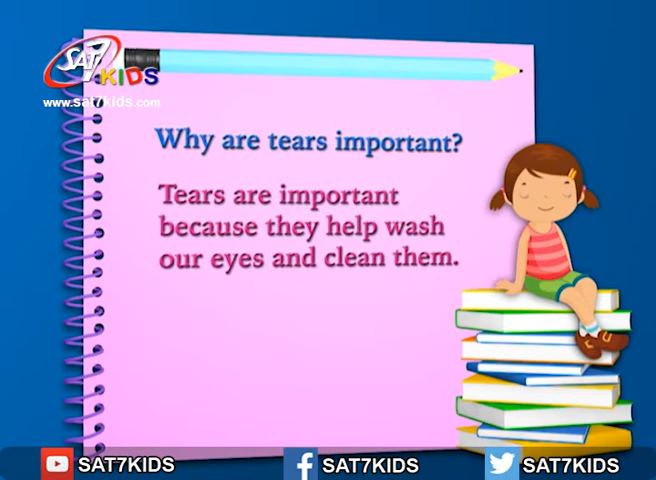 SAT7
KIDS
www.sat7kids.com
Why are tears important?
Tears are important
because they help wash
our eyes and clean them.
SAT7KIDS
SAT7KIDS
SAT7KIDS